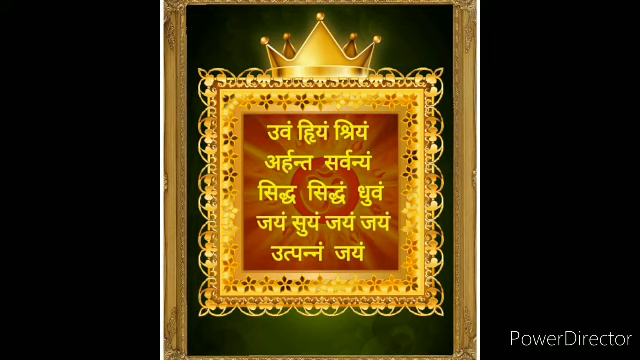 उवं ह्रियं श्रियं
अर्हन्त सर्वन्यं
सिद्ध सिद्धं धुवं
जयं सुयं जयं जयं
उत्पन्नं जयं
PowerDirector